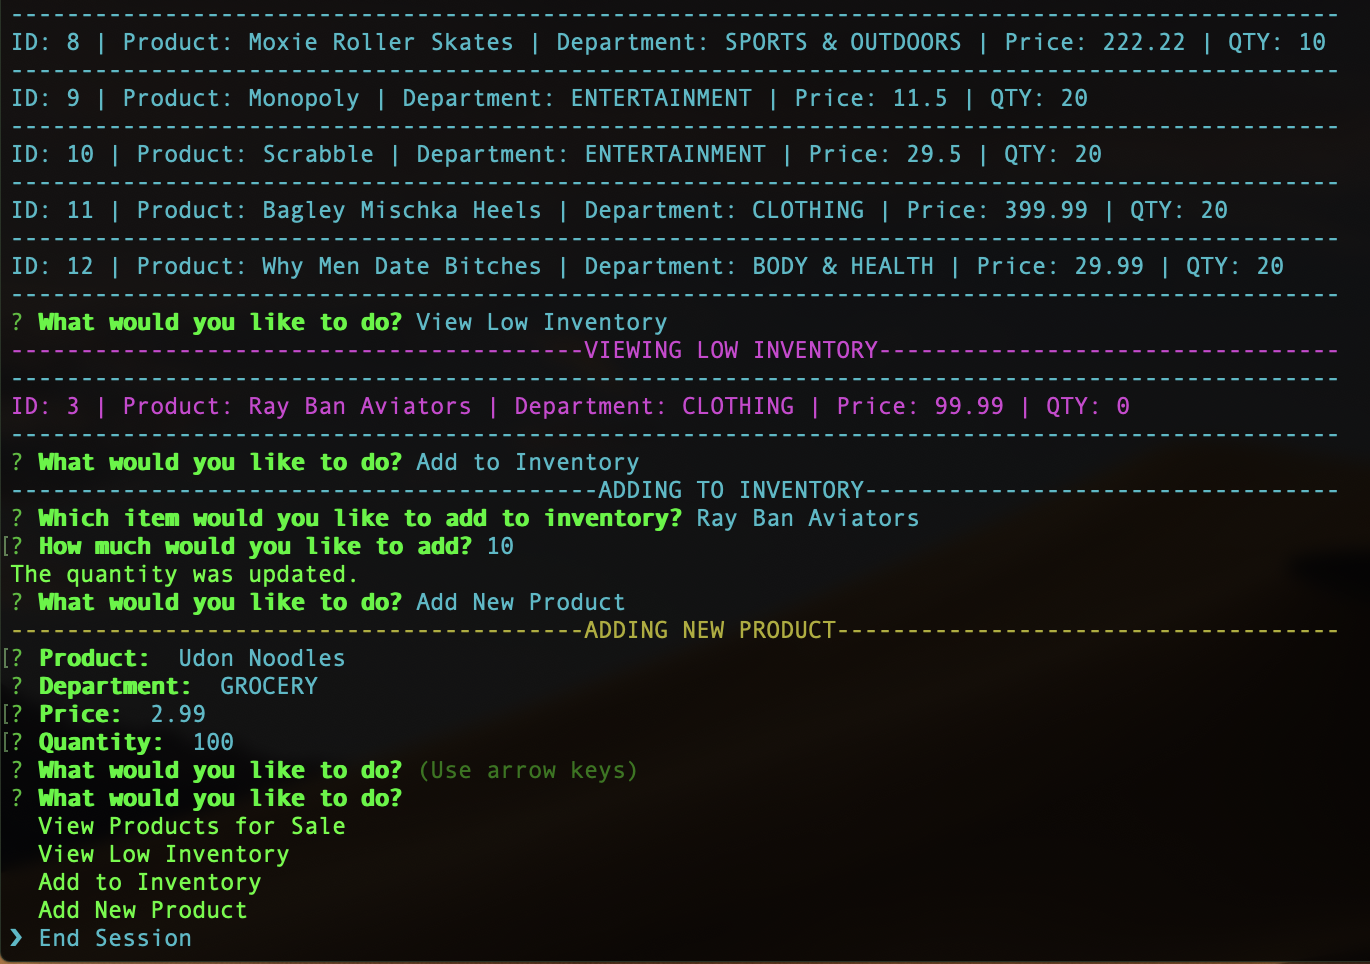 -----------------------------------------------------------------------------------------------
ID: 8 | Product: Moxie Roller Skates | Department: SPORTS & OUTDOORS | Price: 222.22 | QTY: 10
-----------------------------------------------------------------------------------------------
ID: 9 | Product: Monopoly | Department: ENTERTAINMENT | Price: 11.5 | QTY: 20
-----------------------------------------------------------------------------------------------
ID: 10 | Product: Scrabble | Department: ENTERTAINMENT | Price: 29.5 | QTY: 20
-----------------------------------------------------------------------------------------------
ID: 11 | Product: Bagley Mischka Heels | Department: CLOTHING | Price: 399.99 | QTY: 20
-----------------------------------------------------------------------------------------------
ID: 12 | Product: Why Men Date Bitches | Department: BODY & HEALTH | Price: 29.99 | QTY: 20
-----------------------------------------------------------------------------------------------
? What would you like to do? View Low Inventory
-----------------------------------------VIEWING LOW INVENTORY---------------------------------
-----------------------------------------------------------------------------------------------
ID: 3 | Product: Ray Ban Aviators | Department: CLOTHING | Price: 99.99 | QTY: 0
-----------------------------------------------------------------------------------------------
? What would you like to do? Add to Inventory
------------------------------------------ADDING TO INVENTORY----------------------------------
? Which item would you like to add to inventory? Ray Ban Aviators
[? How much would you like to add? 10
The quantity was updated.
? What would you like to do? Add New Product
-----------------------------------------ADDING NEW PRODUCT------------------------------------
[? Product:  Udon Noodles
? Department:  GROCERY
[? Price:  2.99
[? Quantity:  100
? What would you like to do? (Use arrow keys)
? What would you like to do?
View Products for Sale
View Low Inventory
Add to Inventory
Add New Product
❯ End Session